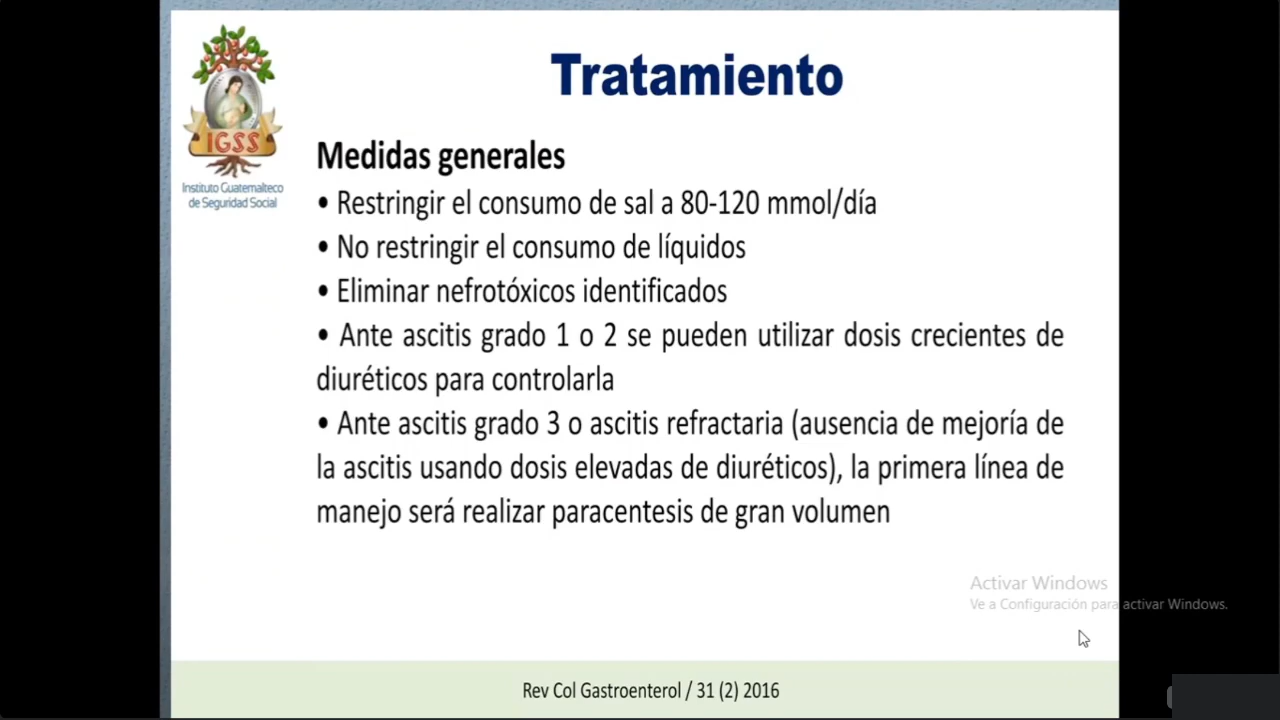 Tratamiento
IGSS
Instituto Guatemalteco
de Seguridad Social
Medidas generales
• Restringir el consumo de sal a 80-120 mmol/día
• No restringir el consumo de líquidos
• Eliminar nefrotóxicos identificados
• Ante ascitis grado 1 o 2 se pueden utilizar dosis crecientes de
diuréticos para controlarla
• Ante ascitis grado 3 o ascitis refractaria (ausencia de mejoría de
la ascitis usando dosis elevadas de diuréticos), la primera línea de
manejo será realizar paracentesis de gran volumen
Activar Windows
Ve a Configuración para activar Windows.
Rev Col Gastroenterol / 31 (2) 2016